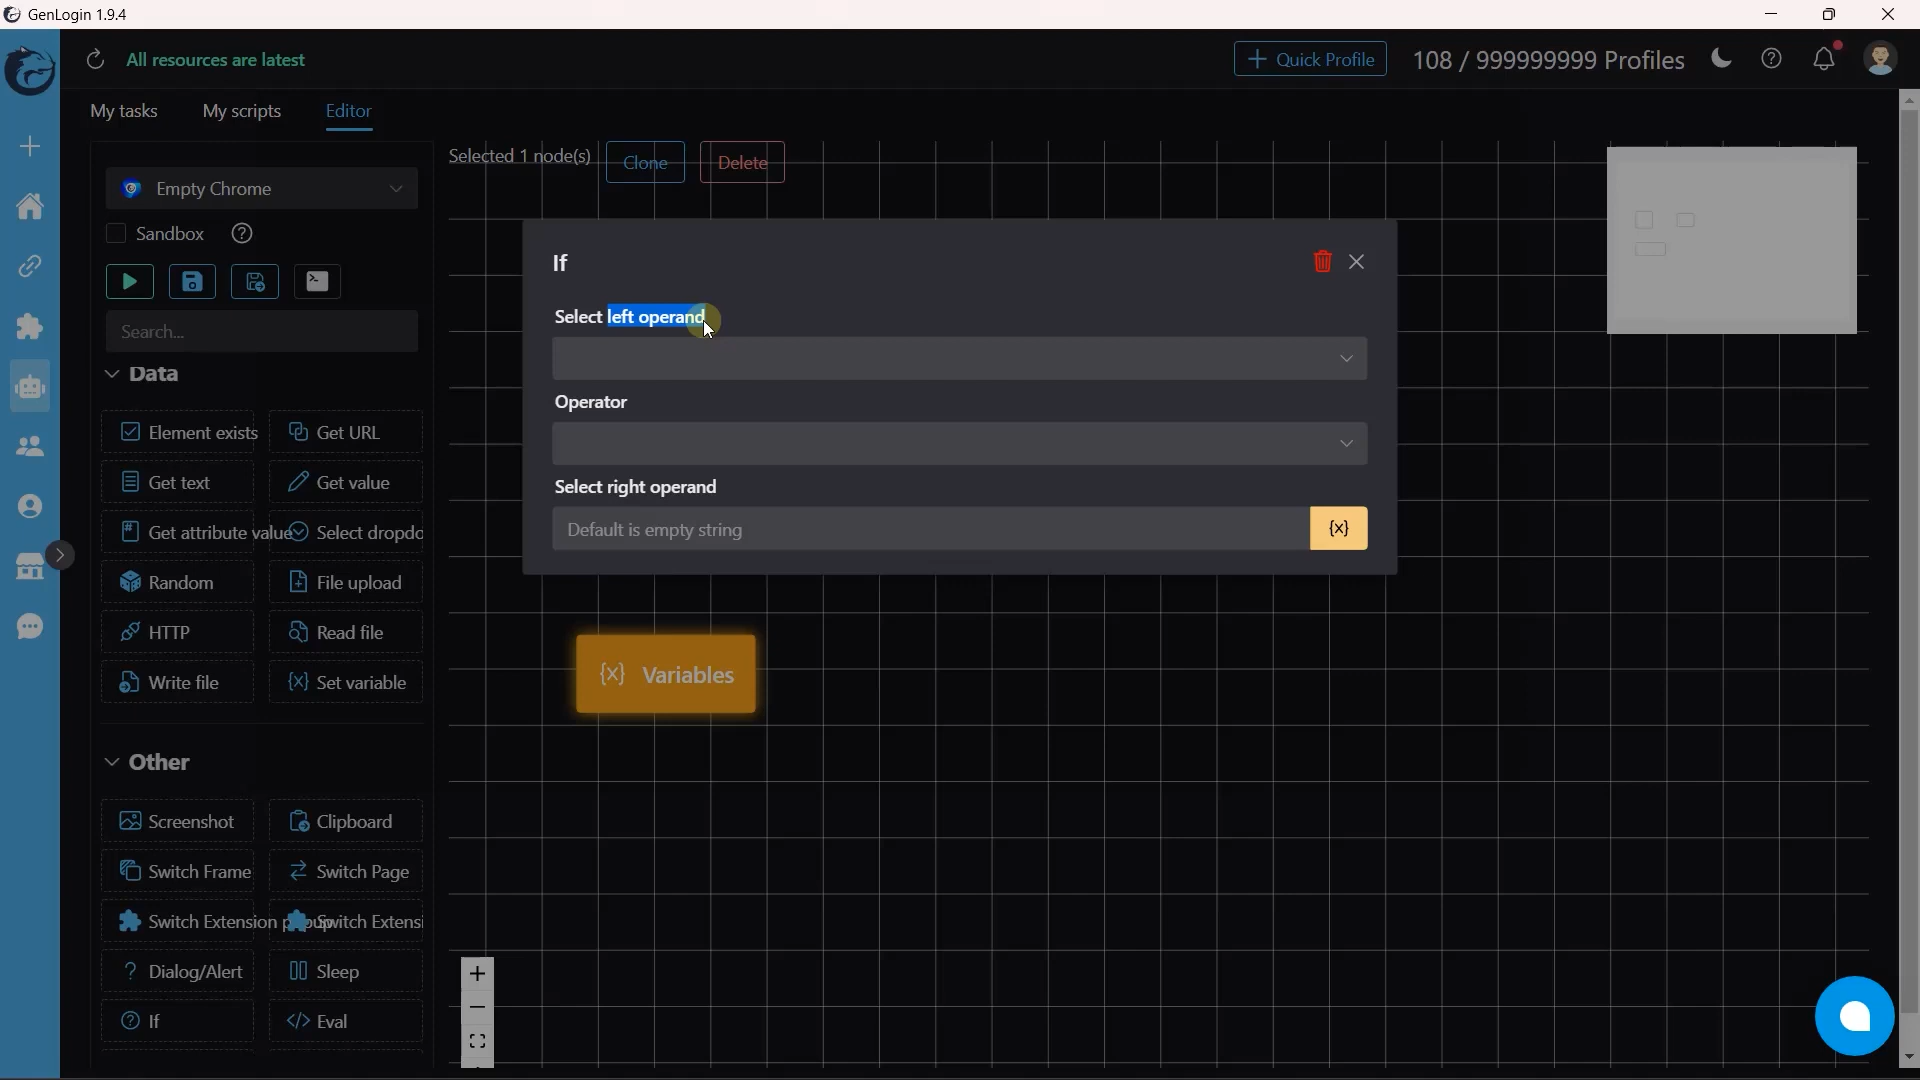 GenLogin 1.9.4
All resources are latest
Quick Profile
108 / 999999999 Profiles
My tasks
My scripts
Editor
Empty Chrome
Selected 1 node(s)
Clone
Delete
Sandbox
Search...
If
Select left operand
Operator
Select right operand
Default is empty string
{x}
Data
Element exists
Get URL
Get text
Get value
Get attribute value
Select dropdo
Random
File upload
HTTP
Read file
Write file
{x} Set variable
{x} Variables
Other
Screenshot
Clipboard
Switch Frame
Switch Page
Switch Extension popup
Switch Extensi
Dialog/Alert
Sleep
If
</> Eval